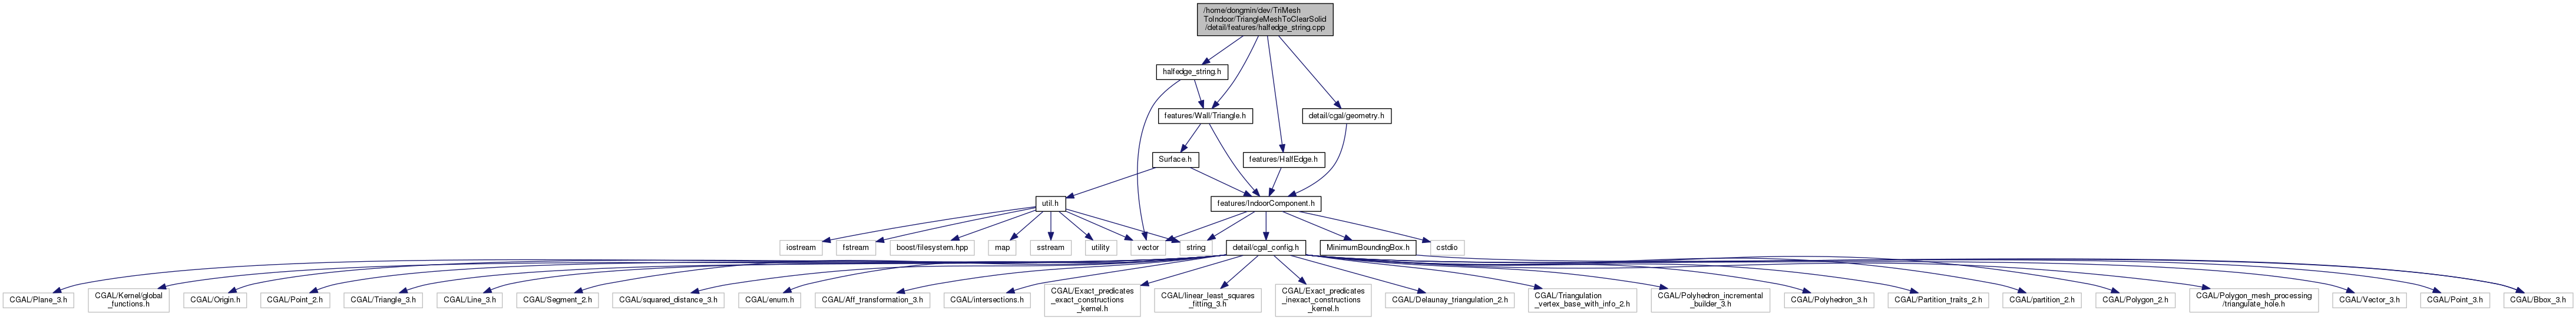 /home/dongmin/dev/TriMesh
ToIndoor/TriangleMeshToClearSolid
/detail/features/halfedge_string.cpp
halfedge_string.h
features/Wall/Triangle.h
detail/cgal/geometry.h
Surface.h
features/HalfEdge.h
util.h
features/IndoorComponent.h
iostream
fstream
boost/filesystem.hpp
map
sstream
utility
vector
string
detail/cgal_config.h
MinimumBoundingBox.h
cstdio
CGAL/Plane_3.h
CGAL/Kernel/global
_functions.h
CGAL/Origin.h
CGAL/Point_2.h
CGAL/Triangle_3.h
CGAL/Line_3.h
CGAL/Segment_2.h
CGAL/squared_distance_3.h
CGAL/enum.h
CGAL/Aff_transformation_3.h
CGAL/intersections.h
CGAL/Exact_predicates
_exact_constructions
_kernel.h
CGAL/linear_least_squares
_fitting_3.h
CGAL/Exact_predicates
_inexact_constructions
_kernel.h
CGAL/Delaunay_triangulation_2.h
CGAL/Triangulation
_vertex_base_with_info_2.h
CGAL/Polyhedron_incremental
_builder_3.h
CGAL/Polyhedron_3.h
CGAL/Partition_traits_2.h
CGAL/partition_2.h
CGAL/Polygon_2.h
CGAL/Polygon_mesh_processing
/triangulate_hole.h
CGAL/Vector_3.h
CGAL/Point_3.h
CGAL/Bbox_3.h